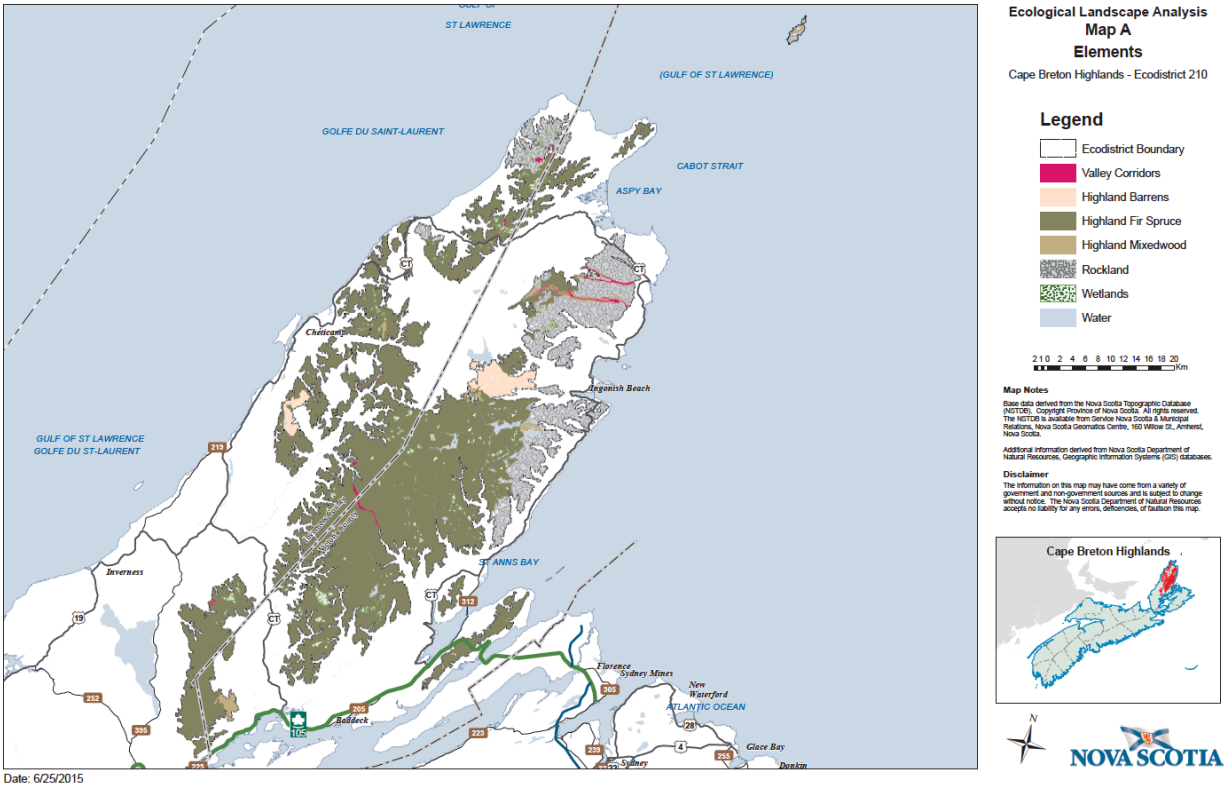 GULF OF
ST LAWRENCE
(GULF OF ST LAWRENCE)
GOLFE DU SAINT-LAURENT
CABOT STRAIT
ASPY BAY
CT
CT
Chéticamp
Ingonish Beach
GULF OF ST LAWRENCE
GOLFE DU ST-LAURENT
219
Inverness County
Victoria County
ST ANNS BAY
Inverness
CT
312
19
CT
Florence
Sydney Mines
252
305
New
Waterford
205
ATLANTIC OCEAN
Baddeck
28
395
105
223
4
Glace Bay
239
255
223
Sydney
Donkin
Date: 6/25/2015
Ecological Landscape Analysis
Map A
Elements
Cape Breton Highlands - Ecodistrict 210
Legend
Ecodistrict Boundary
Valley Corridors
Highland Barrens
Highland Fir Spruce
Highland Mixedwood
Rockland
Wetlands
Water
2 1 0 2 4 6 8 10 12 14 16 18 20
Km
Map Notes
Base data derived from the Nova Scotia Topographic Database
(NSTDB). Copyright Province of Nova Scotia. All rights reserved.
The NSTDB is available from Service Nova Scotia & Municipal
Relations, Nova Scotia Geomatics Centre, 160 Willow St., Amherst,
Nova Scotia.
Additional information derived from Nova Scotia Department of
Natural Resources, Geographic Information Systems (GIS) databases.
Disclaimer
The information on this map may have come from a variety of
government and non-government sources and is subject to change
without notice. The Nova Scotia Department of Natural Resources
accepts no liability for any errors, deficiencies, of faultson this map.
Cape Breton Highlands
N
NOVA SCOTIA